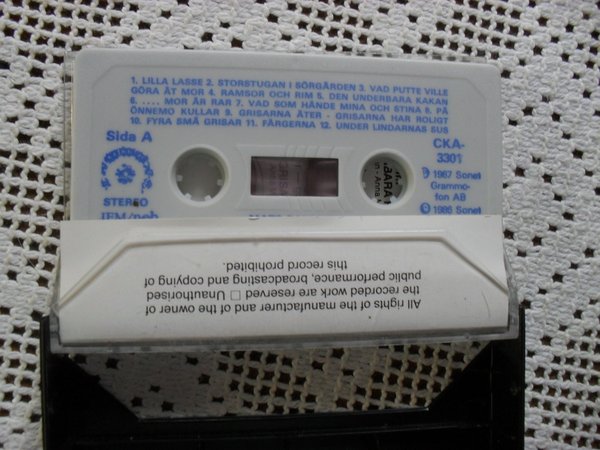 1. LILLA LASSE 2. STORSTUGAN I SÖRGÅRDEN 3. VAD PUTTE VILLE
GÖRA ÅT MOR 4. RAMSOR OCH RIM 5. DEN UNDERBARA KAKAN
6. .... MOR ÄR RAR 7. VAD SOM HÄNDE MINA OCH STINA 8. PÅ
ÖNNEMO KULLAR 9. GRISARNA ÄTER - GRISARNA HAR ROLIGT
10. FYRA SMÅ GRISAR 11. FÄRGERNA 12. UNDER LINDARNAS SUS
Sida A
STEREO
IFM/ncb
CKA-
3301
℗ 1967 Sonet
Grammo-
fon AB
© 1985 Sonet
All rights of the manufacturer and of the owner of
the recorded work are reserved □ Unauthorised
public performance, broadcasting and copying of
this record prohibited.